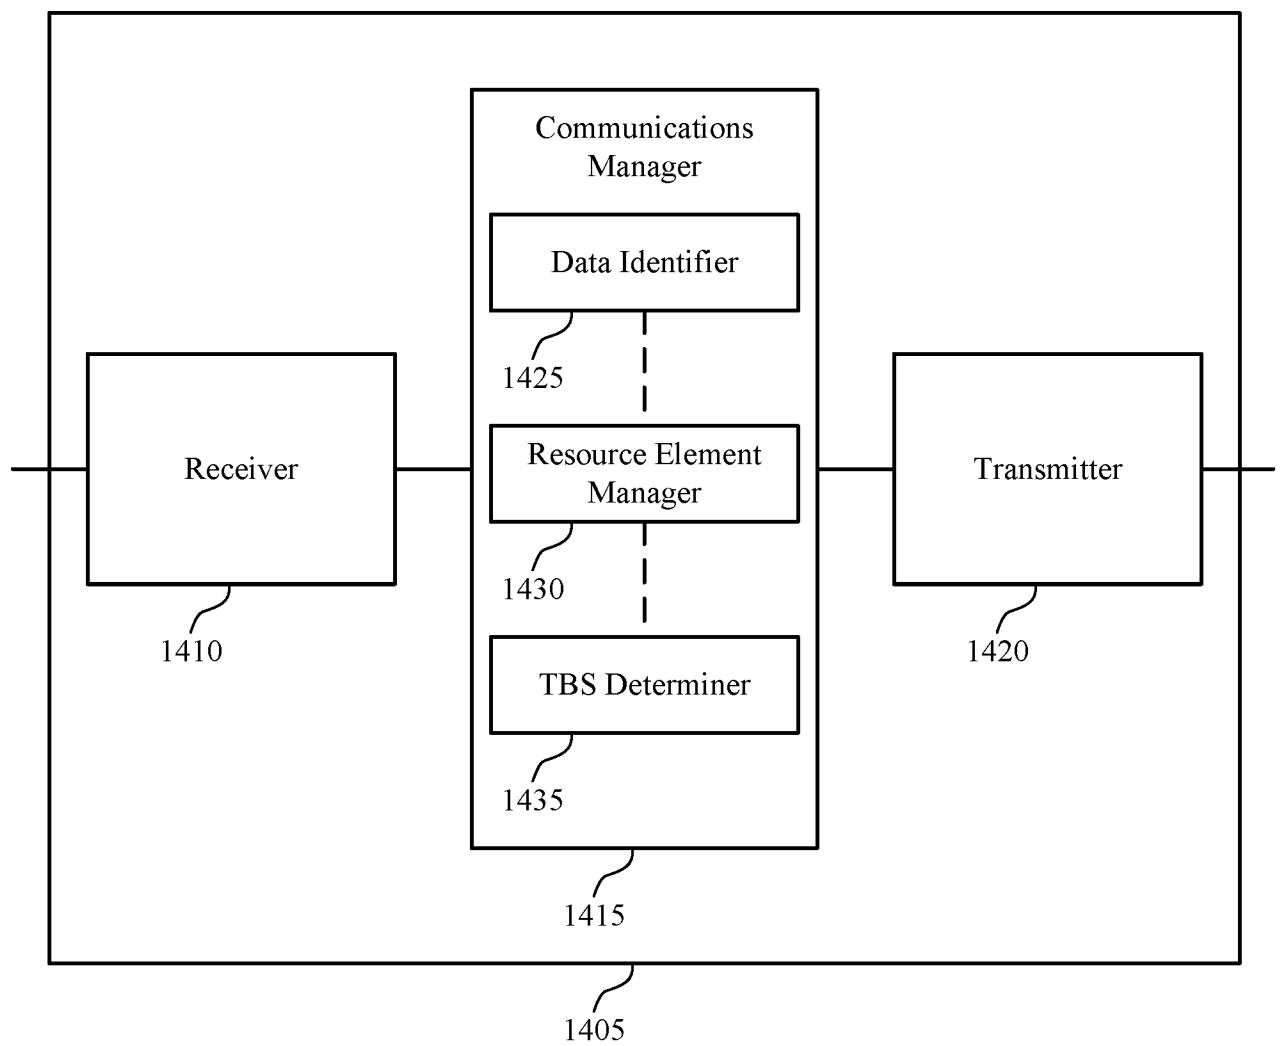 Communications
Manager
Data Identifier
1425
Receiver
1410
Resource Element
Manager
1430
Transmitter
1420
TBS Determiner
1435
1415
1405